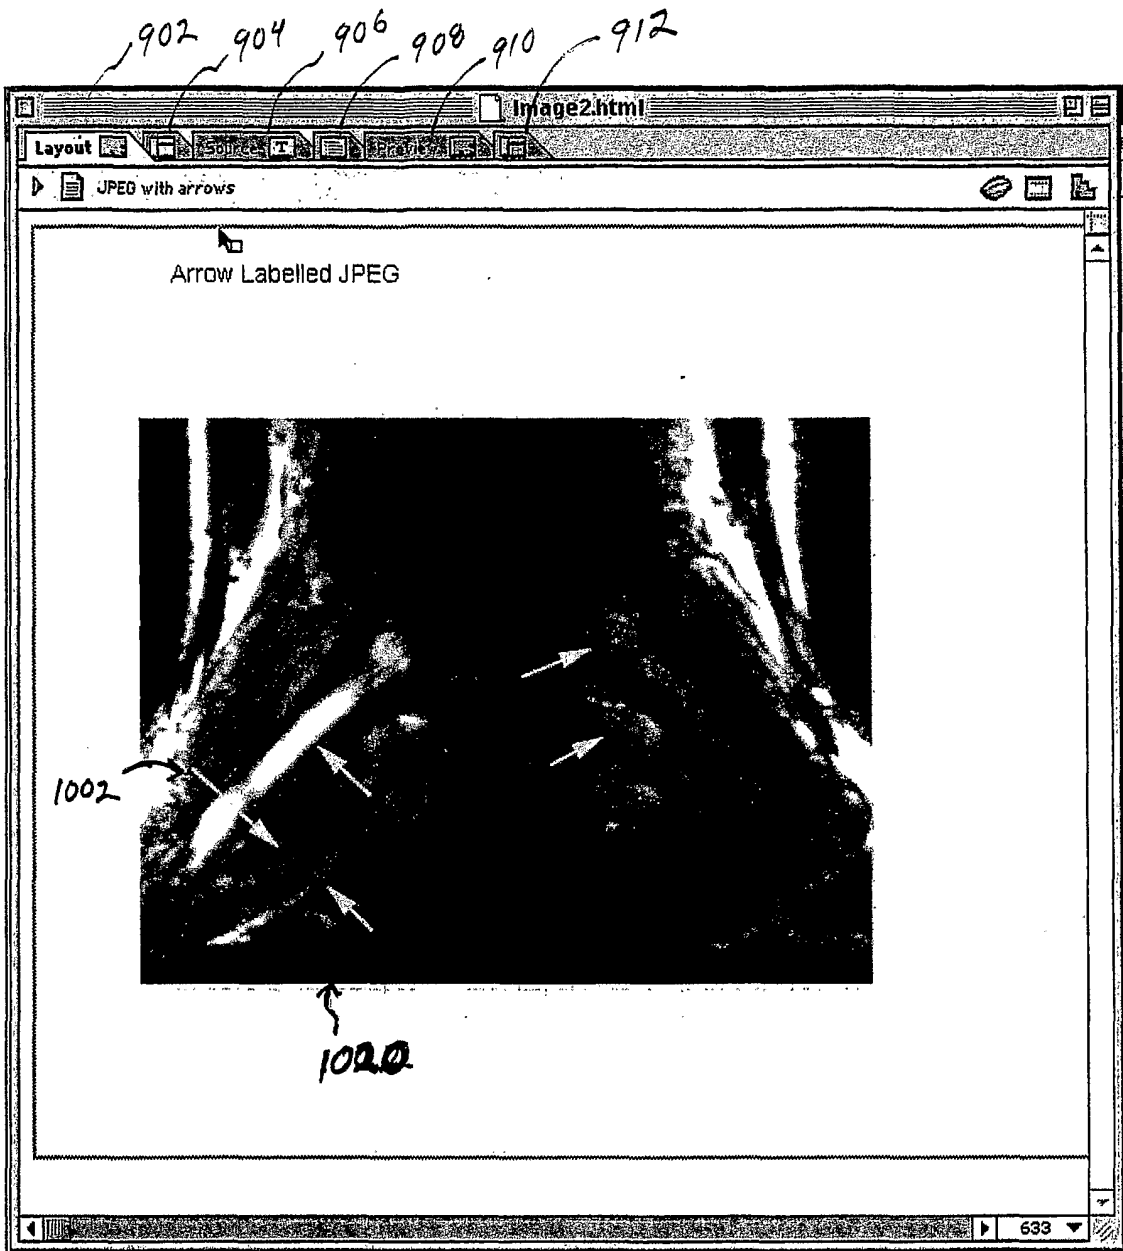 902 904 906 908 910 912
Image2.html
Layout Source T Preview
JPEG with arrows
Arrow Labelled JPEG
1002
633